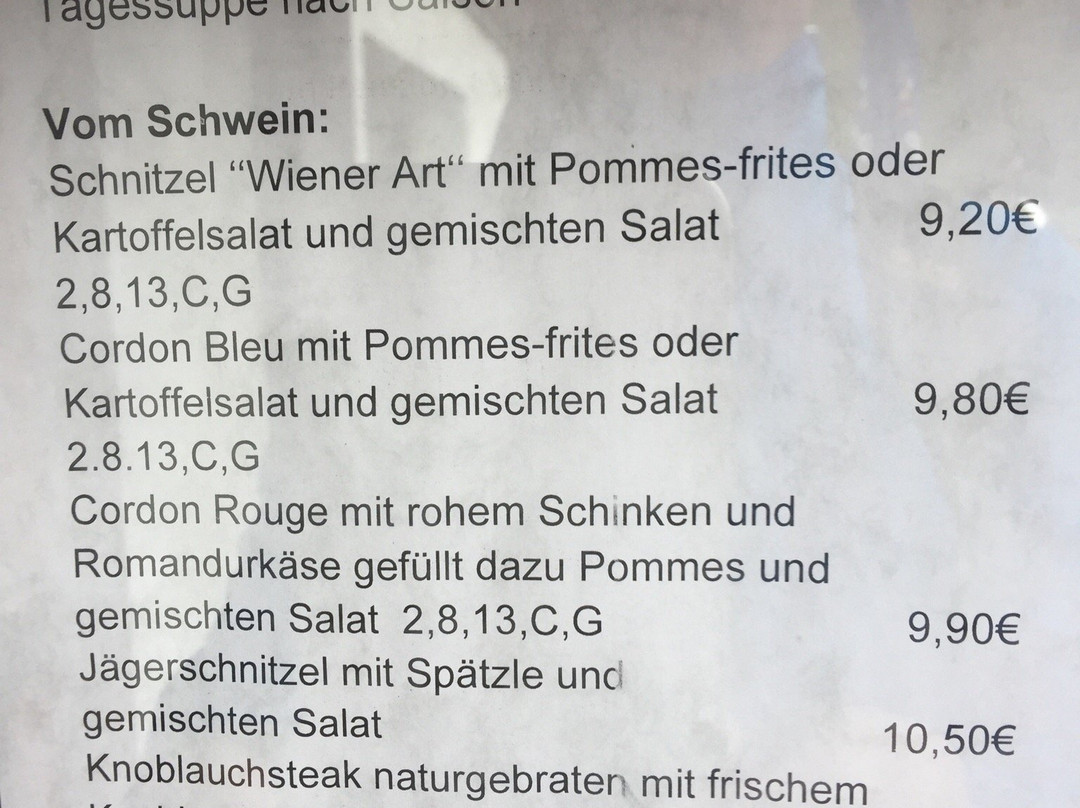 Tagessuppe nach Saison
Vom Schwein:
Schnitzel “Wiener Art“ mit Pommes-frites oder
Kartoffelsalat und gemischten Salat 9,20€
2,8,13,C,G
Cordon Bleu mit Pommes-frites oder
Kartoffelsalat und gemischten Salat 9,80€
2.8.13,C,G
Cordon Rouge mit rohem Schinken und
Romandurkäse gefüllt dazu Pommes und
gemischten Salat 2,8,13,C,G 9,90€
Jägerschnitzel mit Spätzle und
gemischten Salat 10,50€
Knoblauchsteak naturgebraten mit frischem